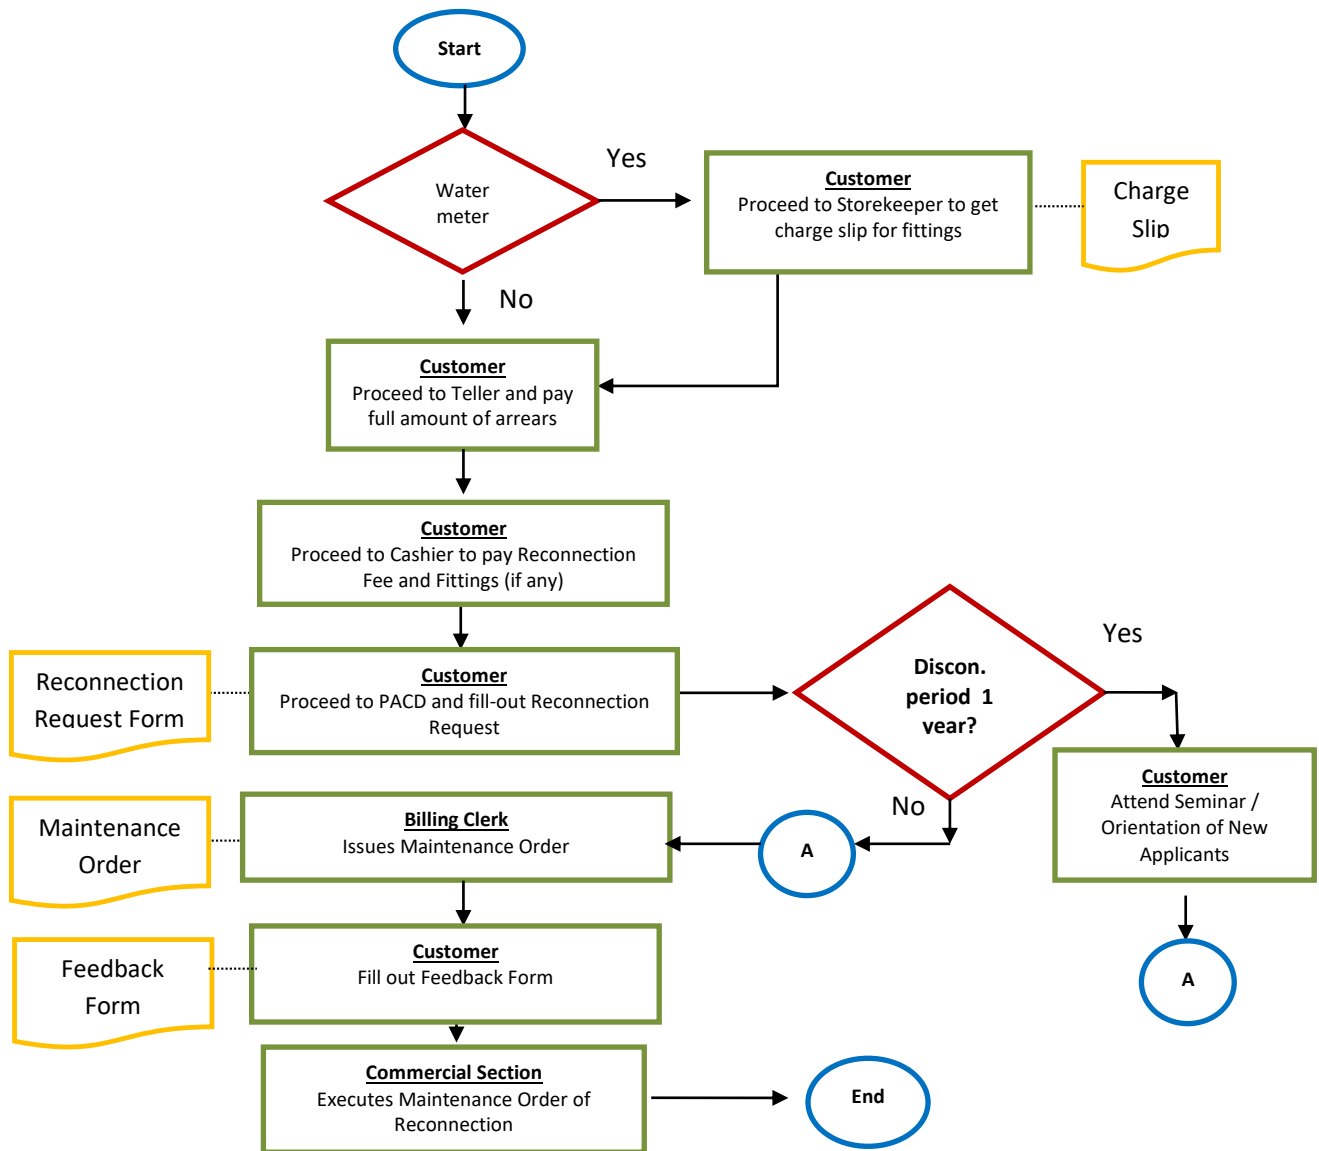 Start
Water
meter
Yes
Customer
Proceed to Storekeeper to get
charge slip for fittings
Charge
Slip
No
Customer
Proceed to Teller and pay
full amount of arrears
Customer
Proceed to Cashier to pay Reconnection
Fee and Fittings (if any)
Reconnection
Request Form
Customer
Proceed to PACD and fill-out Reconnection
Request
Discon.
period 1
year?
Yes
No
Customer
Attend Seminar /
Orientation of New
Applicants
Maintenance
Order
Billing Clerk
Issues Maintenance Order
A
Feedback
Form
Customer
Fill out Feedback Form
A
Commercial Section
Executes Maintenance Order of
Reconnection
End